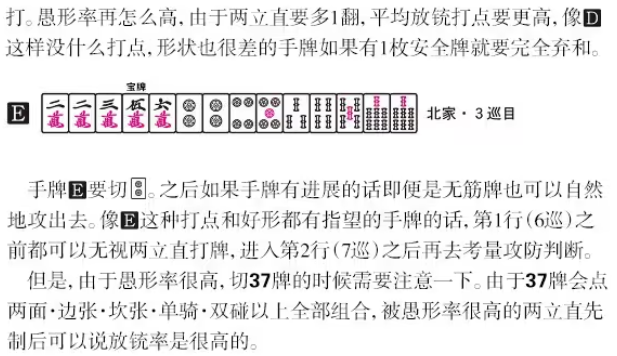 打。愚形率再怎么高,由于两立直要多1翻,平均放铳打点要更高,像D
这样没什么打点,形状也很差的手牌如果有1枚安全牌就要完全弃和。
宝牌
E 二萬 二萬 三萬 伍萬 六萬 北家・3巡目
手牌E要切。之后如果手牌有进展的话即便是无筋牌也可以自然
地攻出去。像E这种打点和好形都有指望的手牌的话,第1行(6巡)之
前都可以无视两立直打牌,进入第2行(7巡)之后再去考量攻防判断。
但是,由于愚形率很高,切37牌的时候需要注意一下。由于37牌会点
两面·边张·坎张·单骑·双碰以上全部组合,被愚形率很高的两立直先
制后可以说放铳率是很高的。